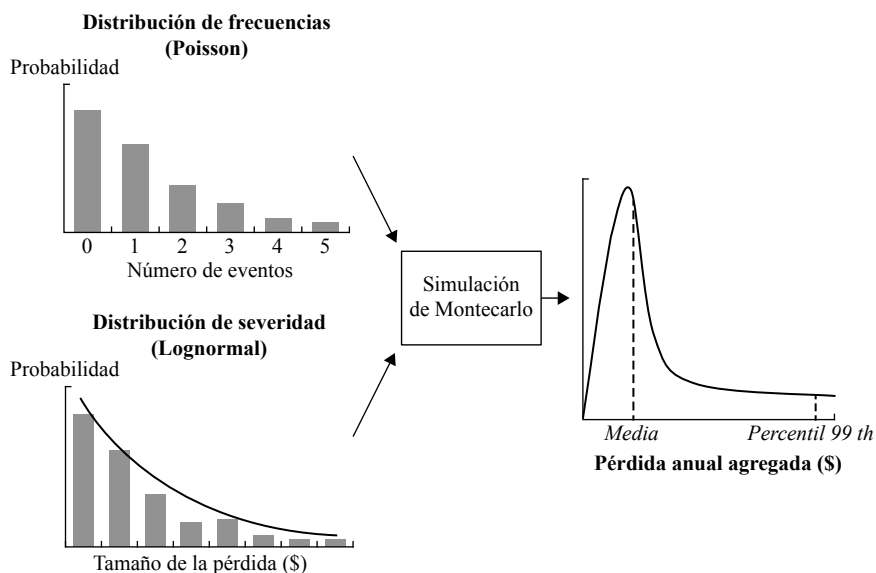 Distribución de frecuencias
(Poisson)
Probabilidad
0 1 2 3 4 5
Número de eventos
Distribución de severidad
(Lognormal)
Probabilidad
Tamaño de la pérdida ($)
Simulación
de Montecarlo
Media Percentil 99 th
Pérdida anual agregada ($)